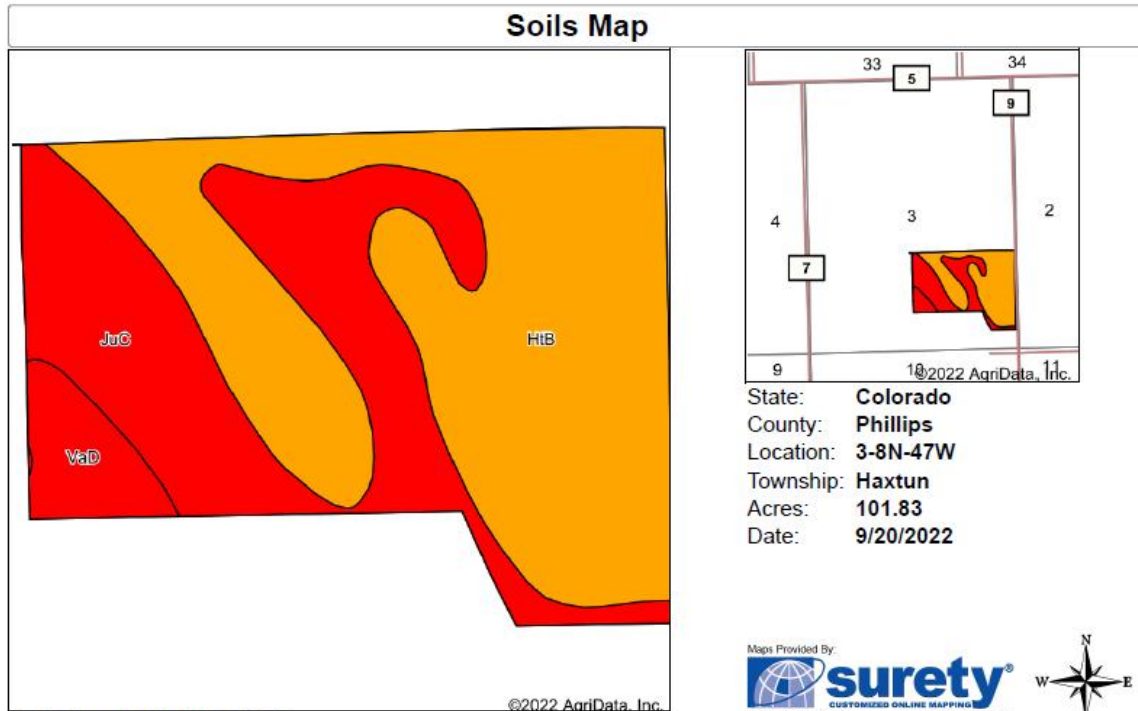 Soils Map
JuC
HtB
VaD
©2022 AgriData, Inc.
33
34
5
9
4
3
2
7
9
10
11
©2022 AgriData, Inc.
State: Colorado
County: Phillips
Location: 3-8N-47W
Township: Haxtun
Acres: 101.83
Date: 9/20/2022
Maps Provided By:
surety®
CUSTOMIZED ONLINE MAPPING
N
W
E